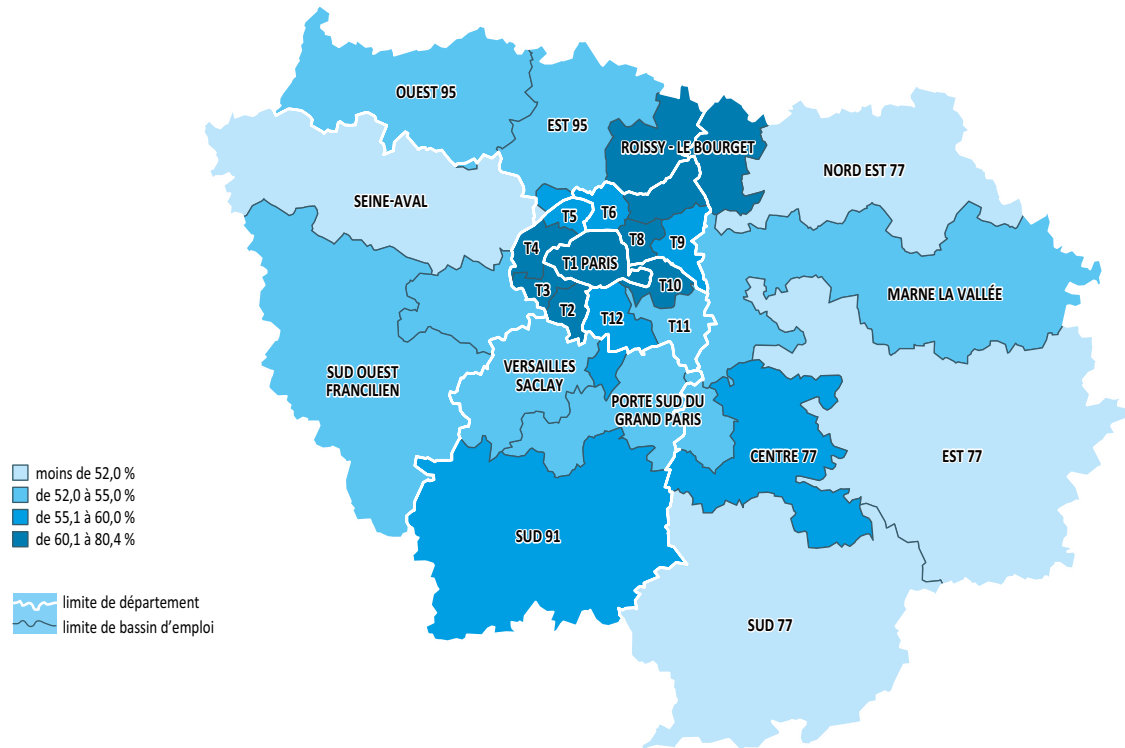 OUEST 95
EST 95
ROISSY - LE BOURGET
NORD EST 77
SEINE-AVAL
T5
T6
T4
T8
T9
T1 PARIS
T3
T10
T2
T12
T11
MARNE LA VALLÉE
SUD OUEST
FRANCILIEN
VERSAILLES
SACLAY
PORTE SUD DU
GRAND PARIS
CENTRE 77
EST 77
SUD 91
SUD 77
moins de 52,0 %
de 52,0 à 55,0 %
de 55,1 à 60,0 %
de 60,1 à 80,4 %
limite de département
limite de bassin d’emploi